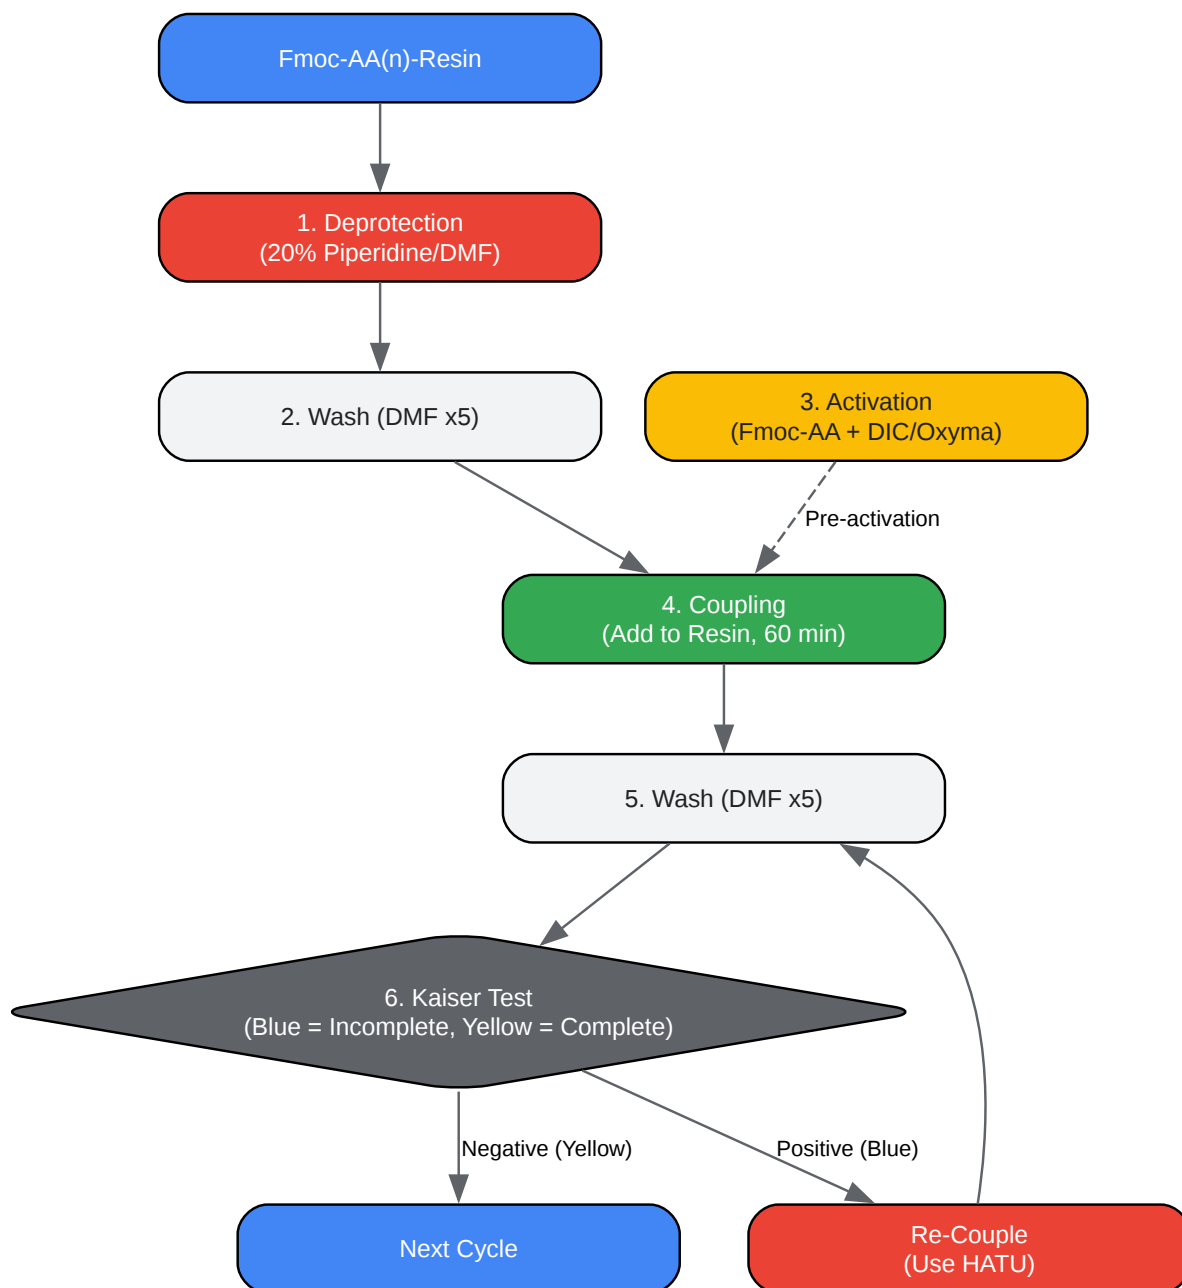 Fmoc-AA(n)-Resin
1. Deprotection
(20% Piperidine/DMF)
2. Wash (DMF x5)
3. Activation
(Fmoc-AA + DIC/Oxyma)
Pre-activation
4. Coupling
(Add to Resin, 60 min)
5. Wash (DMF x5)
6. Kaiser Test
(Blue = Incomplete, Yellow = Complete)
Negative (Yellow)
Positive (Blue)
Next Cycle
Re-Couple
(Use HATU)